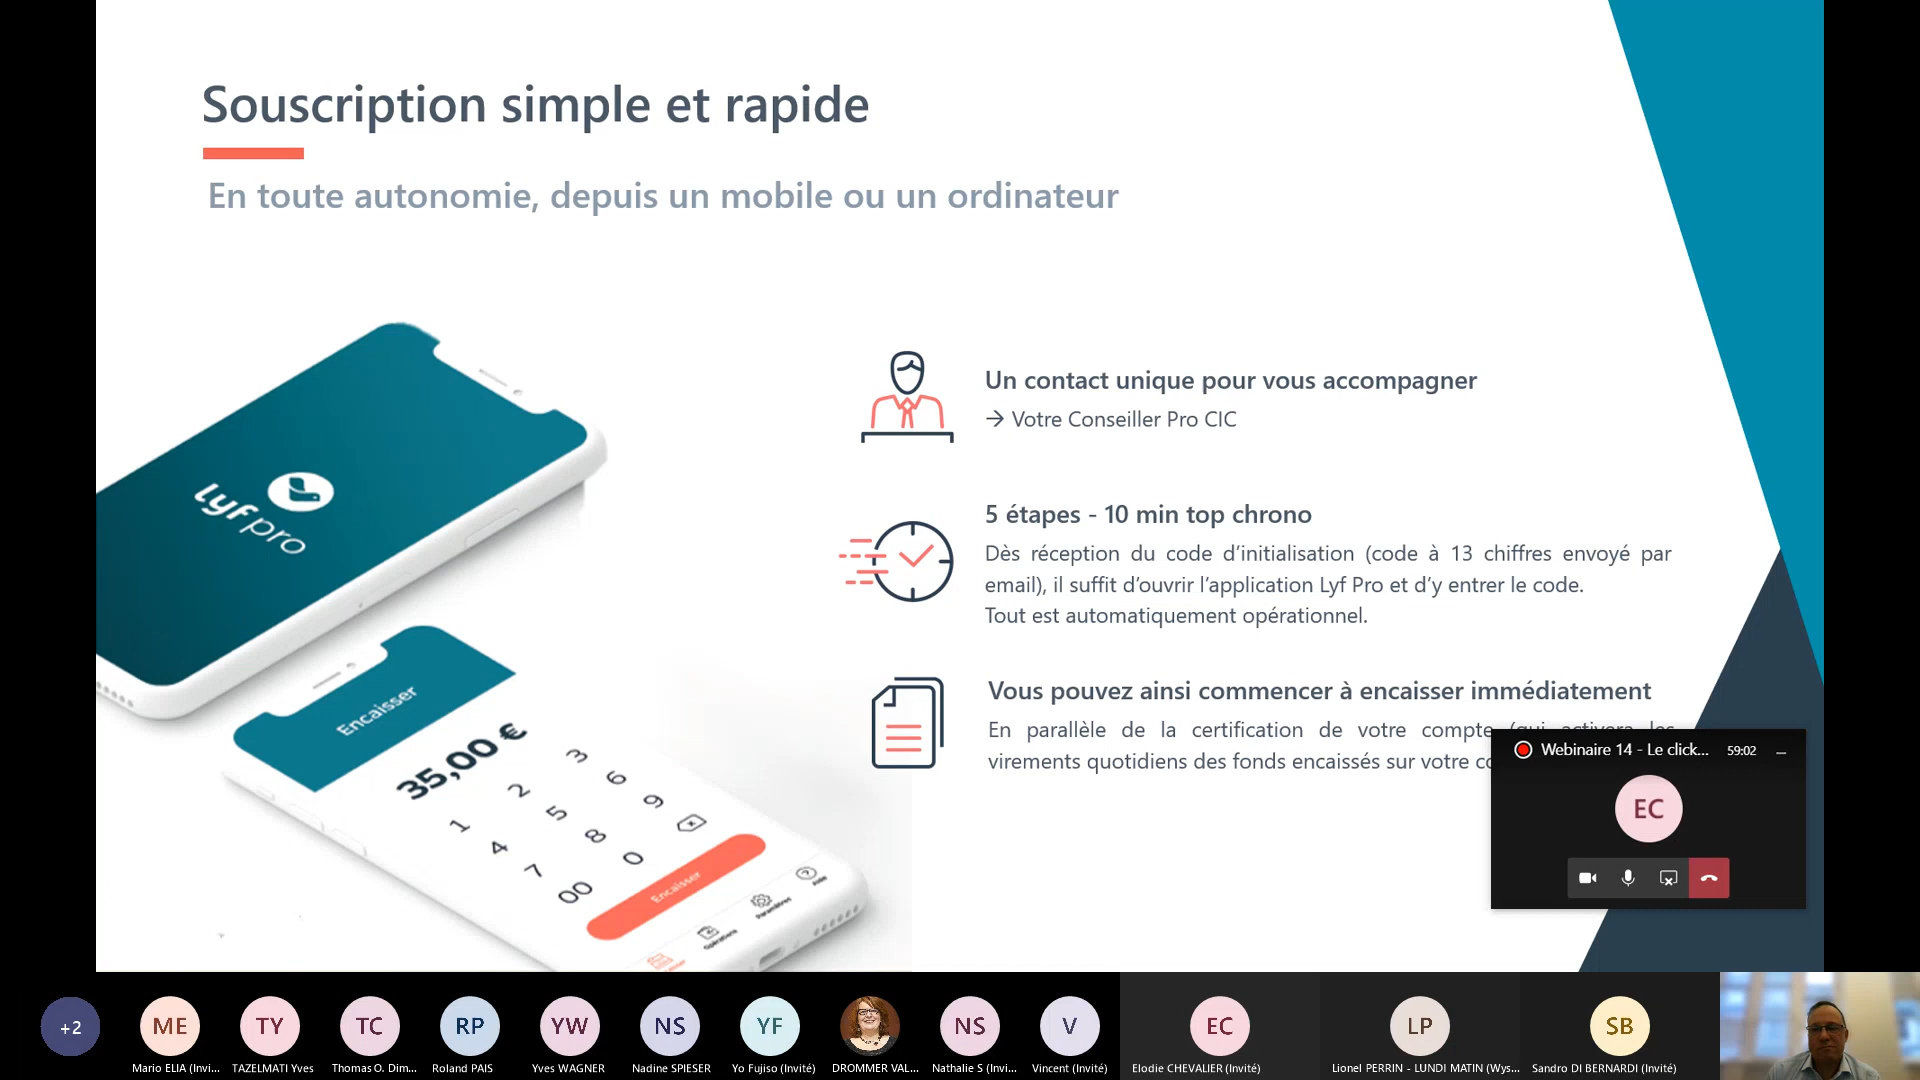 Souscription simple et rapide
En toute autonomie, depuis un mobile ou un ordinateur
lyf pro
Encaisser
35,00 €
1 2 3
4 5 6
7 8 9
00 0
Encaisser
Opérations
Paramètres
Aide
Un contact unique pour vous accompagner
→ Votre Conseiller Pro CIC
5 étapes - 10 min top chrono
Dès réception du code d’initialisation (code à 13 chiffres envoyé par
email), il suffit d’ouvrir l’application Lyf Pro et d’y entrer le code.
Tout est automatiquement opérationnel.
Vous pouvez ainsi commencer à encaisser immédiatement
En parallèle de la certification de votre compte (qui activera les
virements quotidiens des fonds encaissés sur votre
Webinaire 14 - Le click... 59:02
EC
+2
ME
TY
TC
RP
YW
NS
YF
NS
V
EC
LP
SB
Mario ELIA (Invi...
TAZELMATI Yves
Thomas O. Dim...
Roland PAIS
Yves WAGNER
Nadine SPIESER
Yo Fujiso (Invité)
DROMMER VAL...
Nathalie S (Invi...
Vincent (Invité)
Elodie CHEVALIER (Invité)
Lionel PERRIN - LUNDI MATIN (Wys...
Sandro DI BERNARDI (Invité)